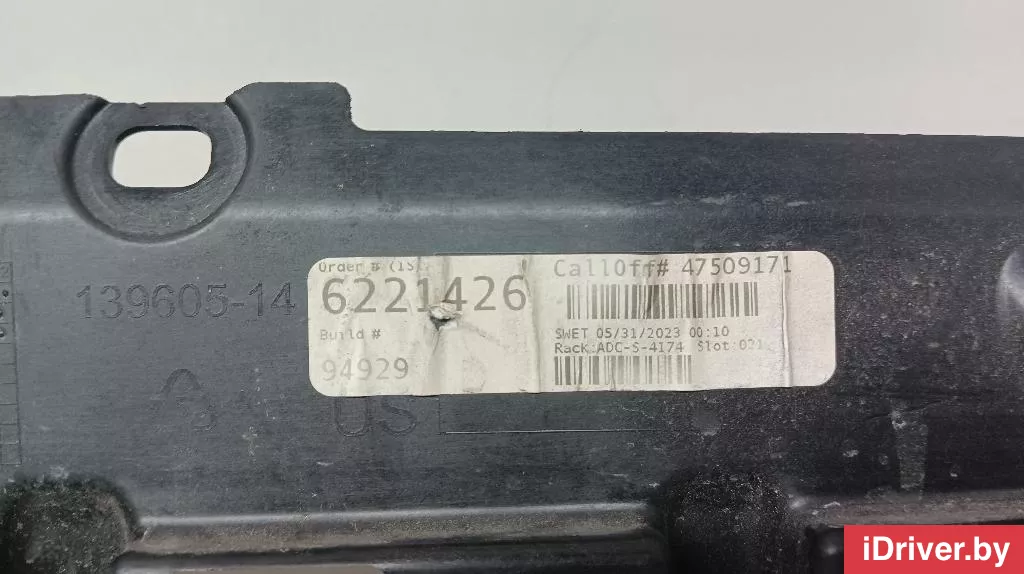 139605-14
Order # (1S)
6221426
Build #
94929
CallOff# 47509171
SWET 05/31/2023 00:10
Rack:ADC-S-4174 Slot:021
US
iDriver.by